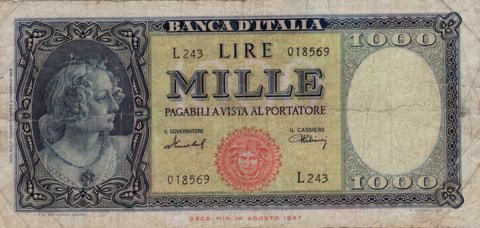 BANCA D'ITALIA
L 243 LIRE 018569
1000
MILLE
PAGABILI A VISTA AL PORTATORE
IL GOVERNATORE
IL CASSIERE
018569 L 243
1000
DECR. MIN. 14 AGOSTO 1947